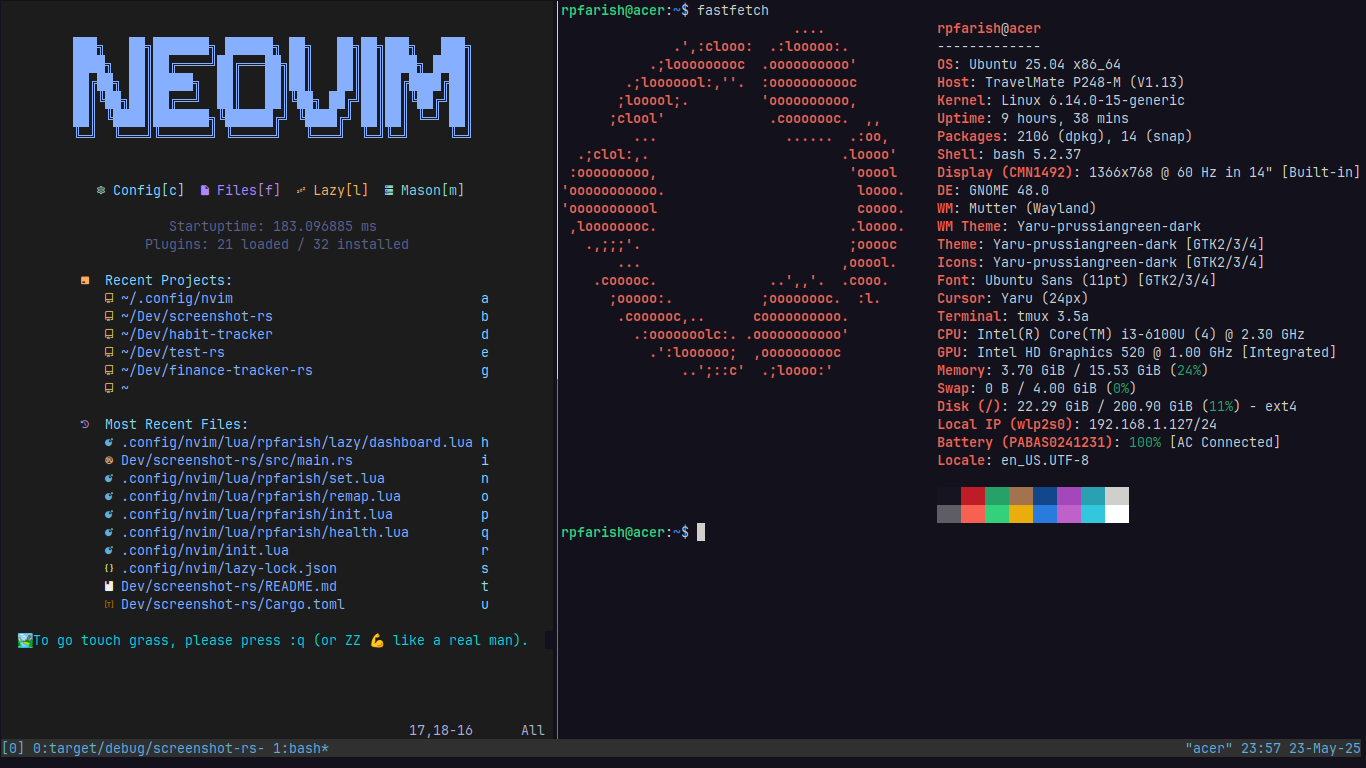 NEOVIM
Config[c] Files[f] Lazy[l] Mason[m]
Startuptime: 183.096885 ms
Plugins: 21 loaded / 32 installed
Recent Projects:
~/.config/nvim a
~/Dev/screenshot-rs b
~/Dev/habit-tracker d
~/Dev/test-rs e
~/Dev/finance-tracker-rs g
~
Most Recent Files:
.config/nvim/lua/rpfarish/lazy/dashboard.lua h
Dev/screenshot-rs/src/main.rs i
.config/nvim/lua/rpfarish/set.lua n
.config/nvim/lua/rpfarish/remap.lua o
.config/nvim/lua/rpfarish/init.lua p
.config/nvim/lua/rpfarish/health.lua q
.config/nvim/init.lua r
.config/nvim/lazy-lock.json s
Dev/screenshot-rs/README.md t
Dev/screenshot-rs/Cargo.toml u
🏞️To go touch grass, please press :q (or ZZ 💪 like a real man).
17,18-16 All
rpfarish@acer:~$ fastfetch
rpfarish@acer
-------------
OS: Ubuntu 25.04 x86_64
Host: TravelMate P248-M (V1.13)
Kernel: Linux 6.14.0-15-generic
Uptime: 9 hours, 38 mins
Packages: 2106 (dpkg), 14 (snap)
Shell: bash 5.2.37
Display (CMN1492): 1366x768 @ 60 Hz in 14" [Built-in]
DE: GNOME 48.0
WM: Mutter (Wayland)
WM Theme: Yaru-prussiangreen-dark
Theme: Yaru-prussiangreen-dark [GTK2/3/4]
Icons: Yaru-prussiangreen-dark [GTK2/3/4]
Font: Ubuntu Sans (11pt) [GTK2/3/4]
Cursor: Yaru (24px)
Terminal: tmux 3.5a
CPU: Intel(R) Core(TM) i3-6100U (4) @ 2.30 GHz
GPU: Intel HD Graphics 520 @ 1.00 GHz [Integrated]
Memory: 3.70 GiB / 15.53 GiB (24%)
Swap: 0 B / 4.00 GiB (0%)
Disk (/): 22.29 GiB / 200.90 GiB (11%) - ext4
Local IP (wlp2s0): 192.168.1.127/24
Battery (PABAS0241231): 100% [AC Connected]
Locale: en_US.UTF-8
rpfarish@acer:~$
[0] 0:target/debug/screenshot-rs- 1:bash* "acer" 23:57 23-May-25